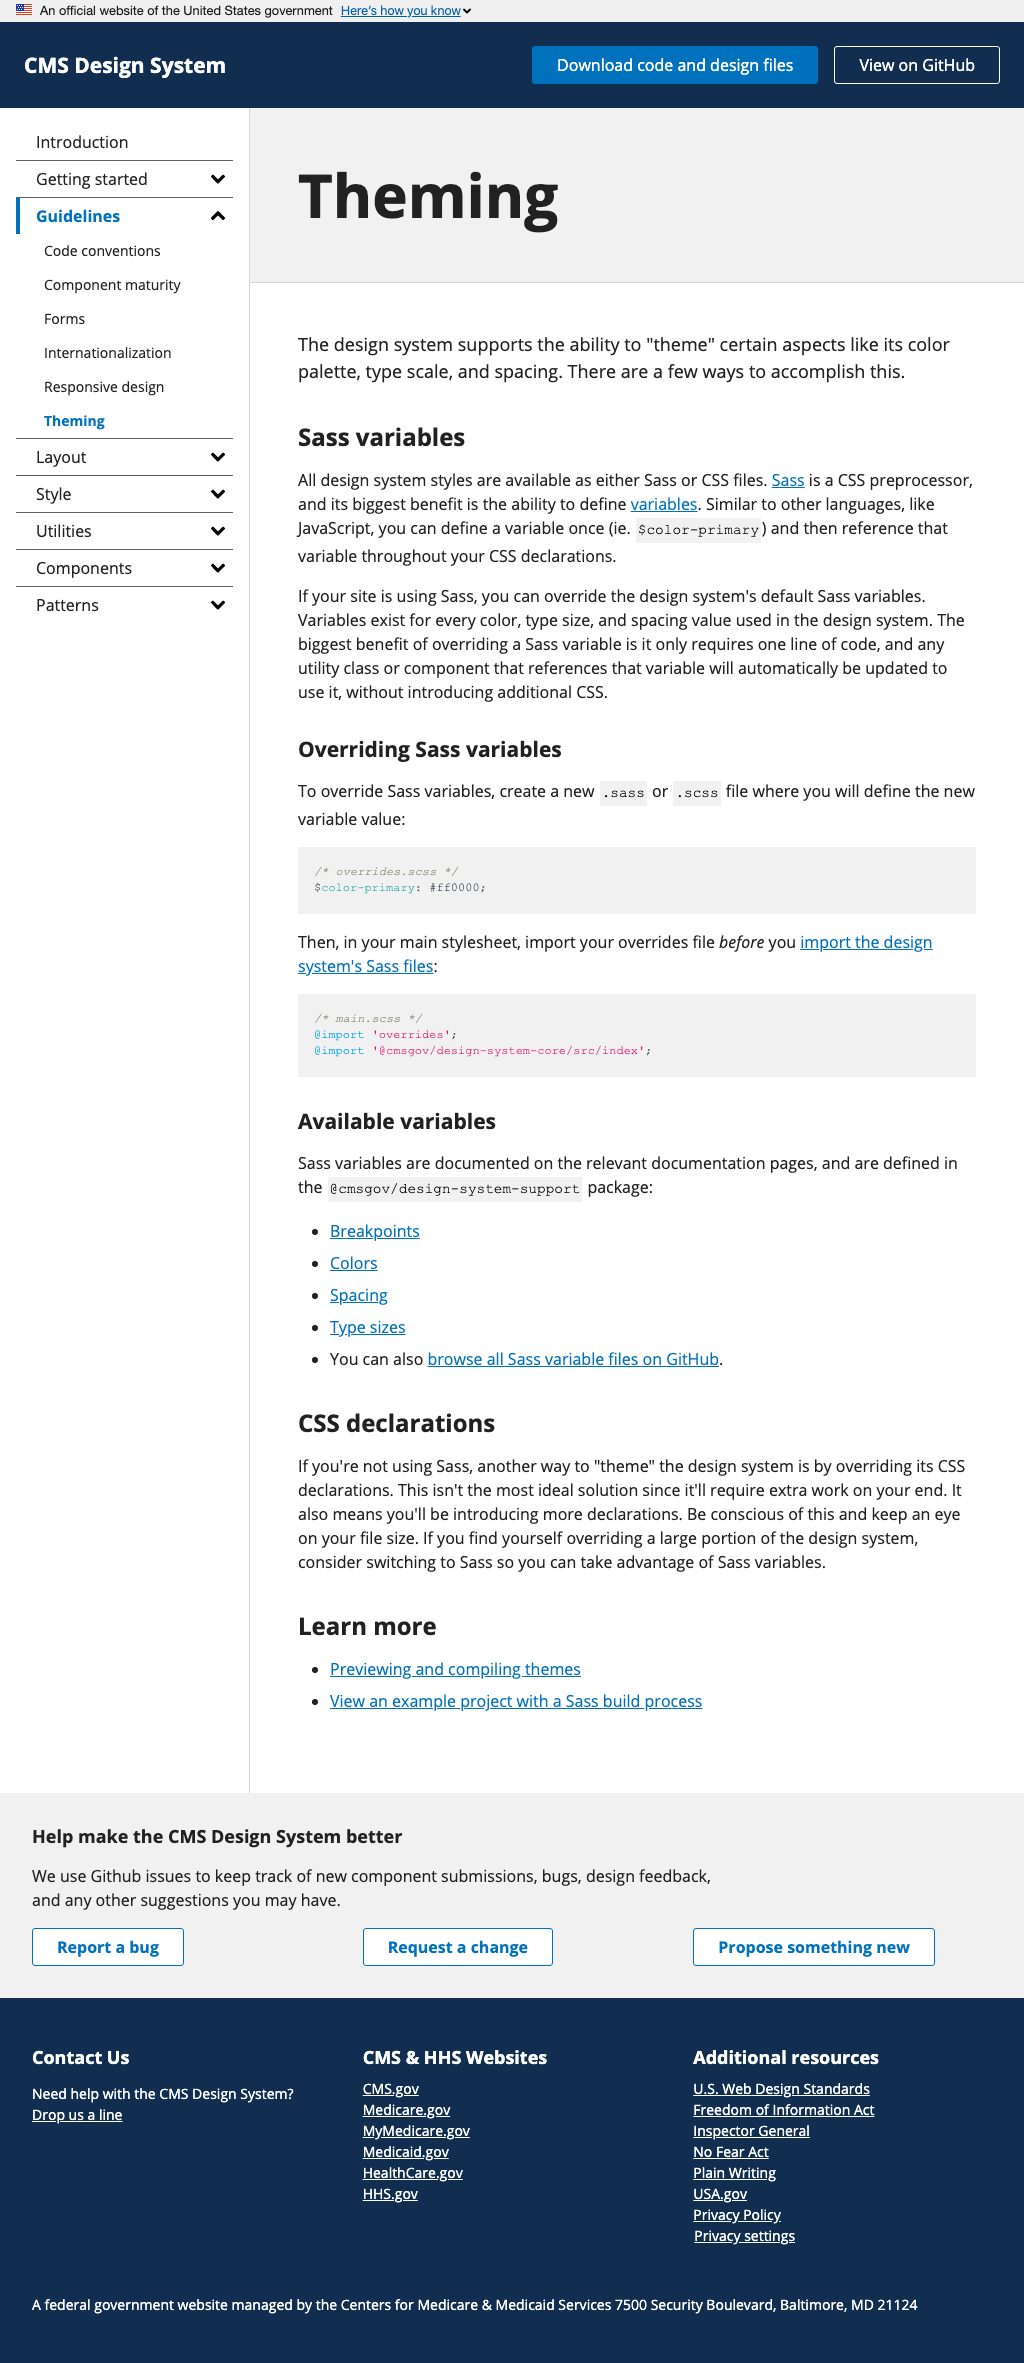 An official website of the United States government Here's how you know
CMS Design System
Download code and design files
View on GitHub
Introduction
Getting started
Guidelines
Code conventions
Component maturity
Forms
Internationalization
Responsive design
Theming
Layout
Style
Utilities
Components
Patterns
Theming
The design system supports the ability to "theme" certain aspects like its color
palette, type scale, and spacing. There are a few ways to accomplish this.
Sass variables
All design system styles are available as either Sass or CSS files. Sass is a CSS preprocessor,
and its biggest benefit is the ability to define variables. Similar to other languages, like
JavaScript, you can define a variable once (ie. $color-primary) and then reference that
variable throughout your CSS declarations.
If your site is using Sass, you can override the design system's default Sass variables.
Variables exist for every color, type size, and spacing value used in the design system. The
biggest benefit of overriding a Sass variable is it only requires one line of code, and any
utility class or component that references that variable will automatically be updated to
use it, without introducing additional CSS.
Overriding Sass variables
To override Sass variables, create a new .sass or .scss file where you will define the new
variable value:
/* overrides.scss */
$color-primary: #ff0000;
Then, in your main stylesheet, import your overrides file before you import the design
system's Sass files:
/* main.scss */
@import 'overrides';
@import '@cmsgov/design-system-core/src/index';
Available variables
Sass variables are documented on the relevant documentation pages, and are defined in
the @cmsgov/design-system-support package:
• Breakpoints
• Colors
• Spacing
• Type sizes
• You can also browse all Sass variable files on GitHub.
CSS declarations
If you're not using Sass, another way to "theme" the design system is by overriding its CSS
declarations. This isn't the most ideal solution since it'll require extra work on your end. It
also means you'll be introducing more declarations. Be conscious of this and keep an eye
on your file size. If you find yourself overriding a large portion of the design system,
consider switching to Sass so you can take advantage of Sass variables.
Learn more
• Previewing and compiling themes
• View an example project with a Sass build process
Help make the CMS Design System better
We use Github issues to keep track of new component submissions, bugs, design feedback,
and any other suggestions you may have.
Report a bug
Request a change
Propose something new
Contact Us
Need help with the CMS Design System?
Drop us a line
CMS & HHS Websites
CMS.gov
Medicare.gov
MyMedicare.gov
Medicaid.gov
HealthCare.gov
HHS.gov
Additional resources
U.S. Web Design Standards
Freedom of Information Act
Inspector General
No Fear Act
Plain Writing
USA.gov
Privacy Policy
Privacy settings
A federal government website managed by the Centers for Medicare & Medicaid Services 7500 Security Boulevard, Baltimore, MD 21124